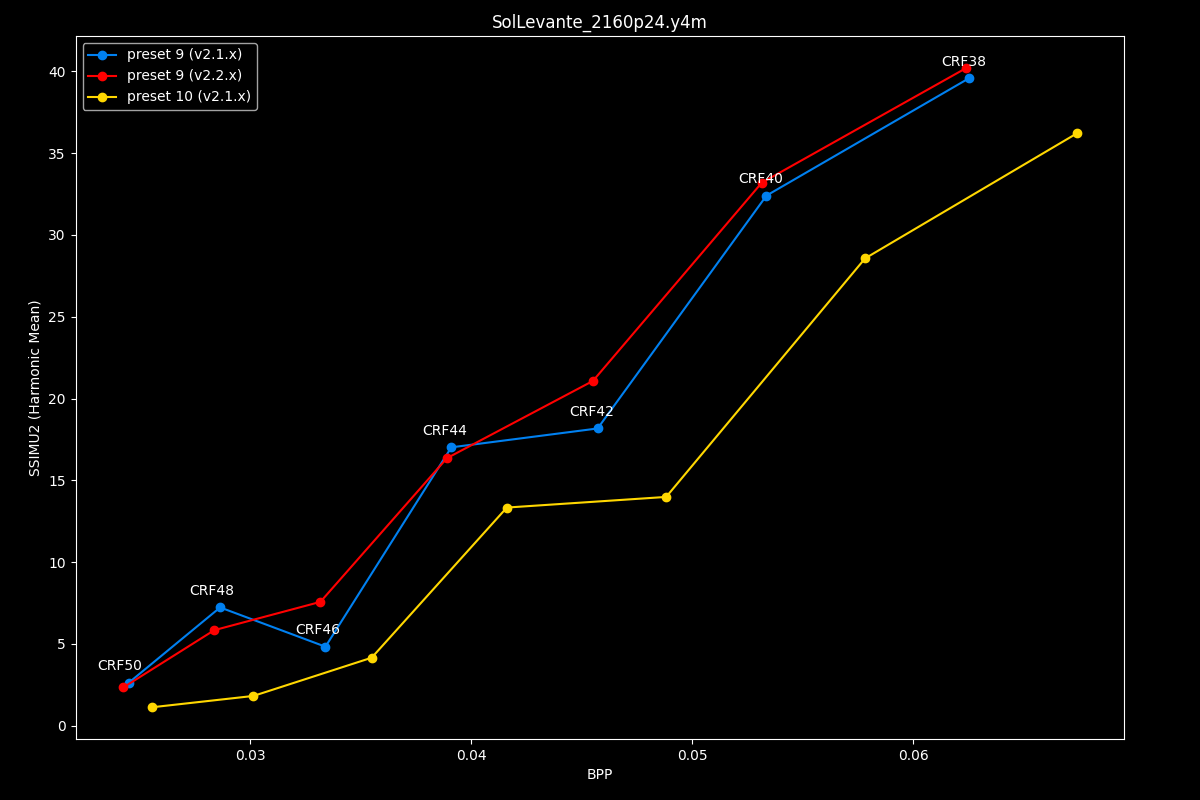 SolLevante_2160p24.y4m
preset 9 (v2.1.x)
preset 9 (v2.2.x)
preset 10 (v2.1.x)
CRF38
CRF40
CRF42
CRF44
CRF48
CRF46
CRF50
40
35
30
25
20
15
10
5
0
SSIMU2 (Harmonic Mean)
0.03 0.04 0.05 0.06
BPP